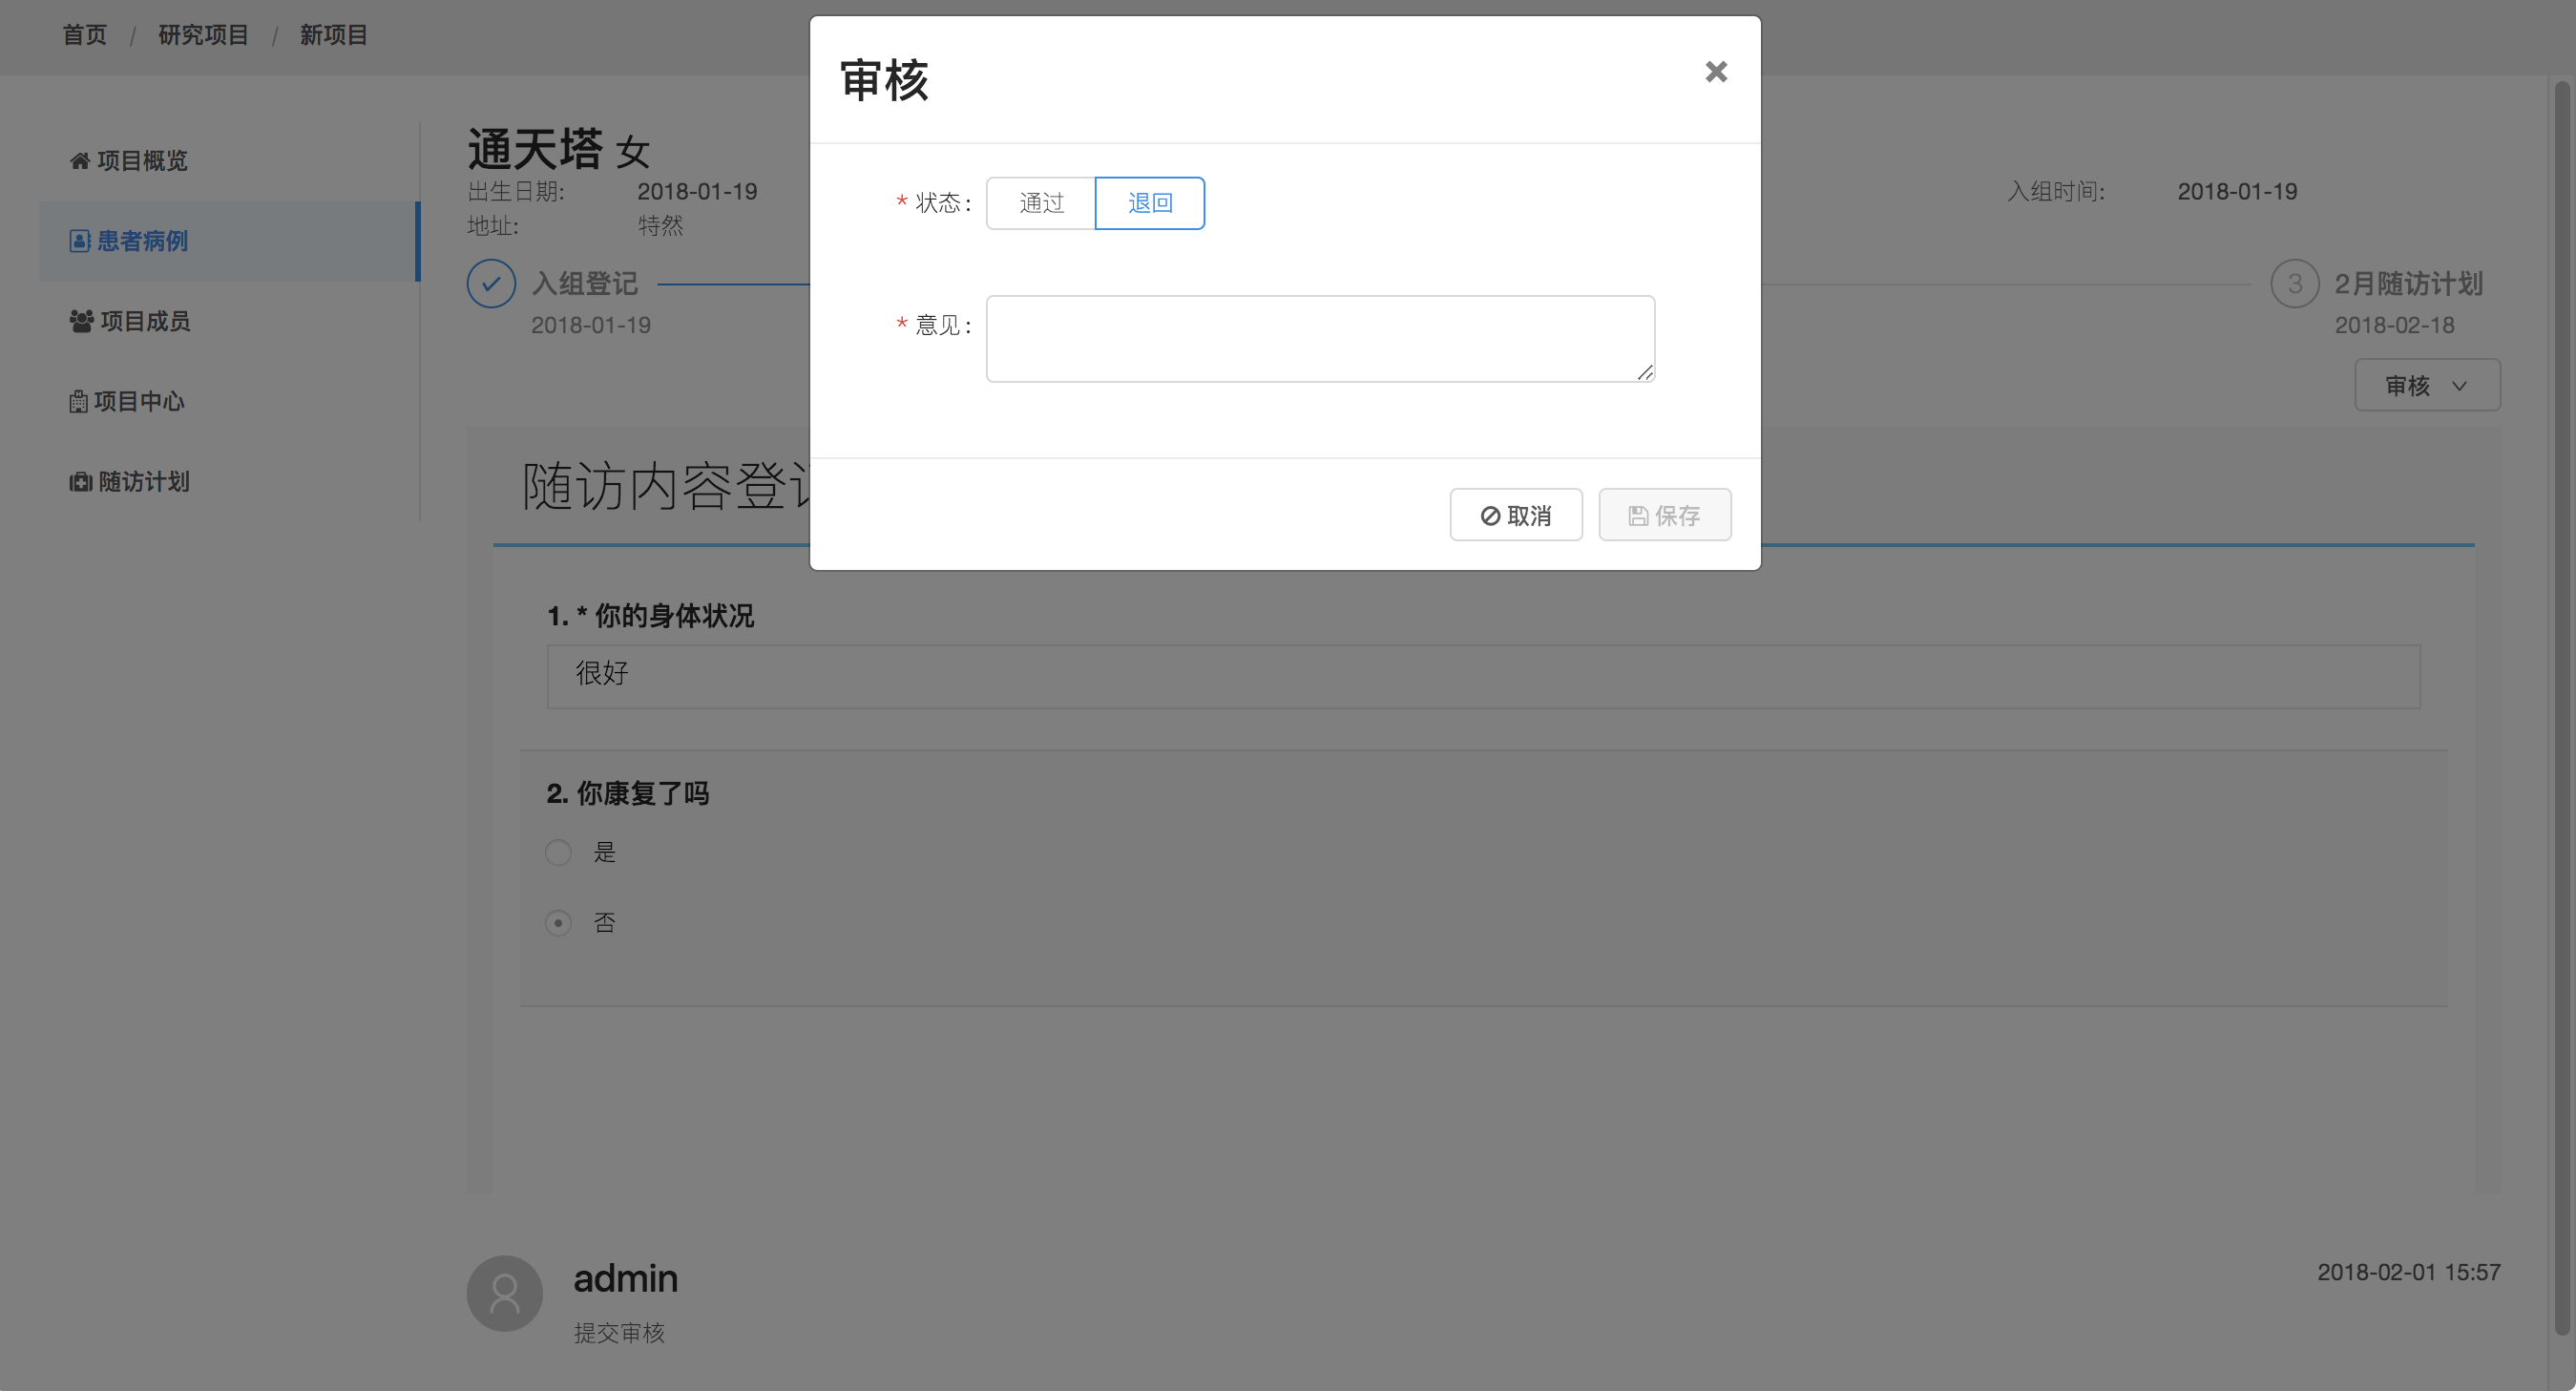 首页 / 研究项目 / 新项目
审核
项目概览
患者病例
项目成员
项目中心
随访计划
通天塔 女
出生日期: 2018-01-19
入组时间: 2018-01-19
地址: 特然
入组登记
2018-01-19
3 2月随访计划
2018-02-18
审核
* 状态: 通过 退回
* 意见:
取消 保存
随访内容登
1. * 你的身体状况
很好
2. 你康复了吗
是
否
admin
2018-02-01 15:57
提交审核